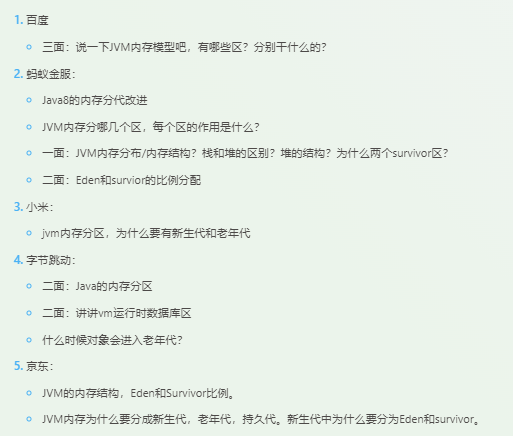 1. 百度
三面：说一下JVM内存模型吧，有哪些区？分别干什么的？
2. 蚂蚁金服：
Java8的内存分代改进
JVM内存分哪几个区，每个区的作用是什么？
一面：JVM内存分布/内存结构？栈和堆的区别？堆的结构？为什么两个survivor区？
二面：Eden和survior的比例分配
3. 小米：
jvm内存分区，为什么要有新生代和老年代
4. 字节跳动：
二面：Java的内存分区
二面：讲讲vm运行时数据库区
什么时候对象会进入老年代？
5. 京东：
JVM的内存结构，Eden和Survivor比例。
JVM内存为什么要分成新生代，老年代，持久代。新生代中为什么要分为Eden和survivor。